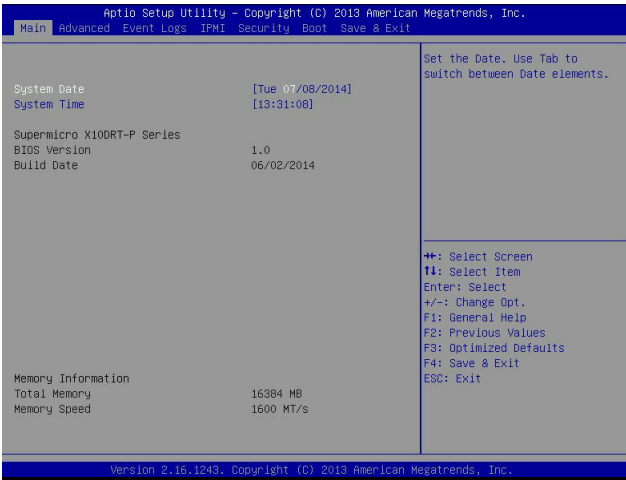 Aptio Setup Utility – Copyright (C) 2013 American Megatrends, Inc.
Main Advanced Event Logs IPMI Security Boot Save & Exit
Set the Date. Use Tab to
switch between Date elements.
System Date [Tue 07/08/2014]
System Time [13:31:08]
Supermicro X10DRT-P Series
BIOS Version 1.0
Build Date 06/02/2014
Memory Information
Total Memory 16384 MB
Memory Speed 1600 MT/s
→←: Select Screen
↑↓: Select Item
Enter: Select
+/-: Change Opt.
F1: General Help
F2: Previous Values
F3: Optimized Defaults
F4: Save & Exit
ESC: Exit
Version 2.16.1243. Copyright (C) 2013 American Megatrends, Inc.